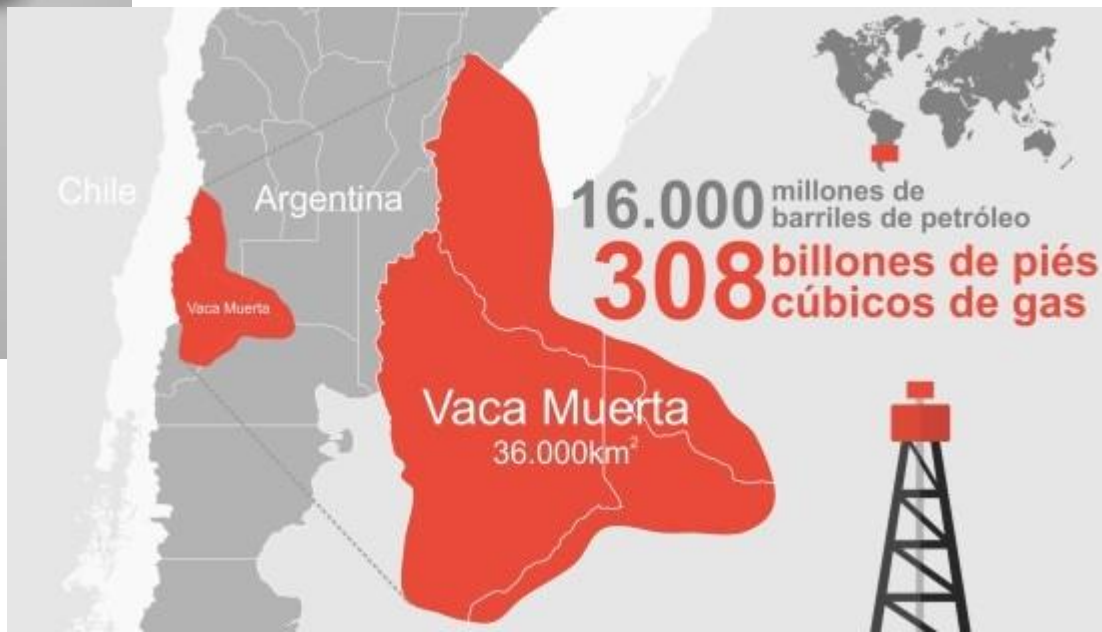 Chile
Argentina
Vaca Muerta
16.000 millones de
barriles de petróleo
308 billones de piés
cúbicos de gas
Vaca Muerta
36.000km²